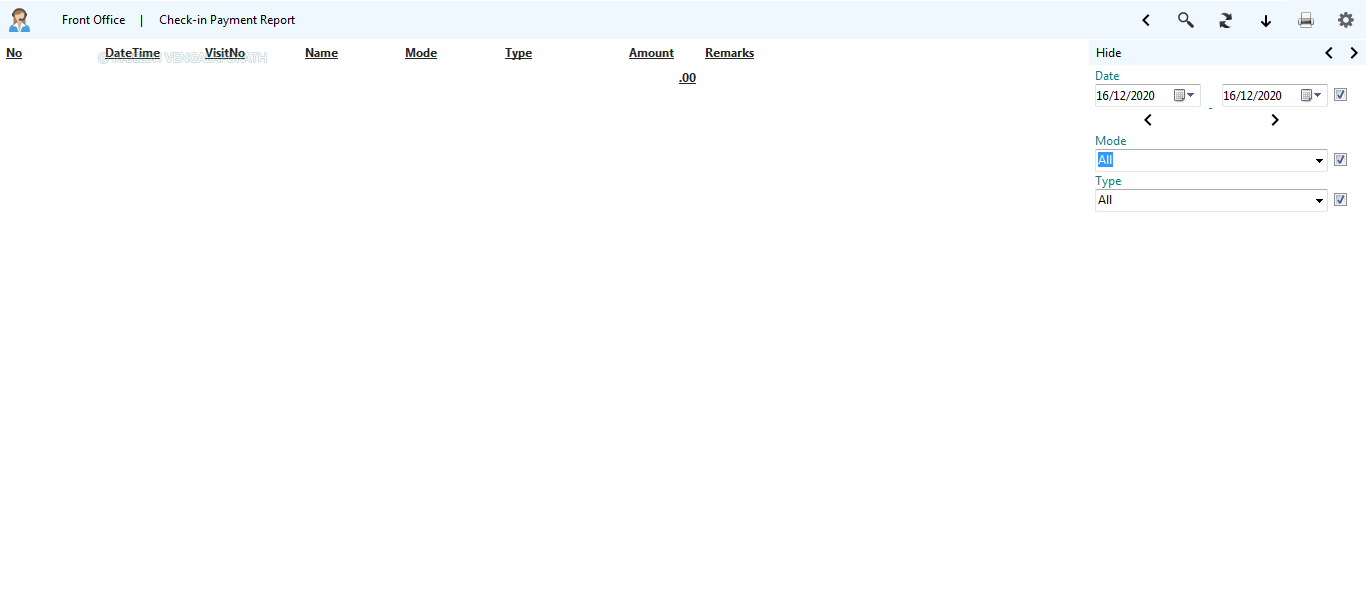 Front Office | Check-in Payment Report
No DateTime VisitNo Name Mode Type Amount Remarks
.00
Hide
Date
16/12/2020 - 16/12/2020
Mode
All
Type
All